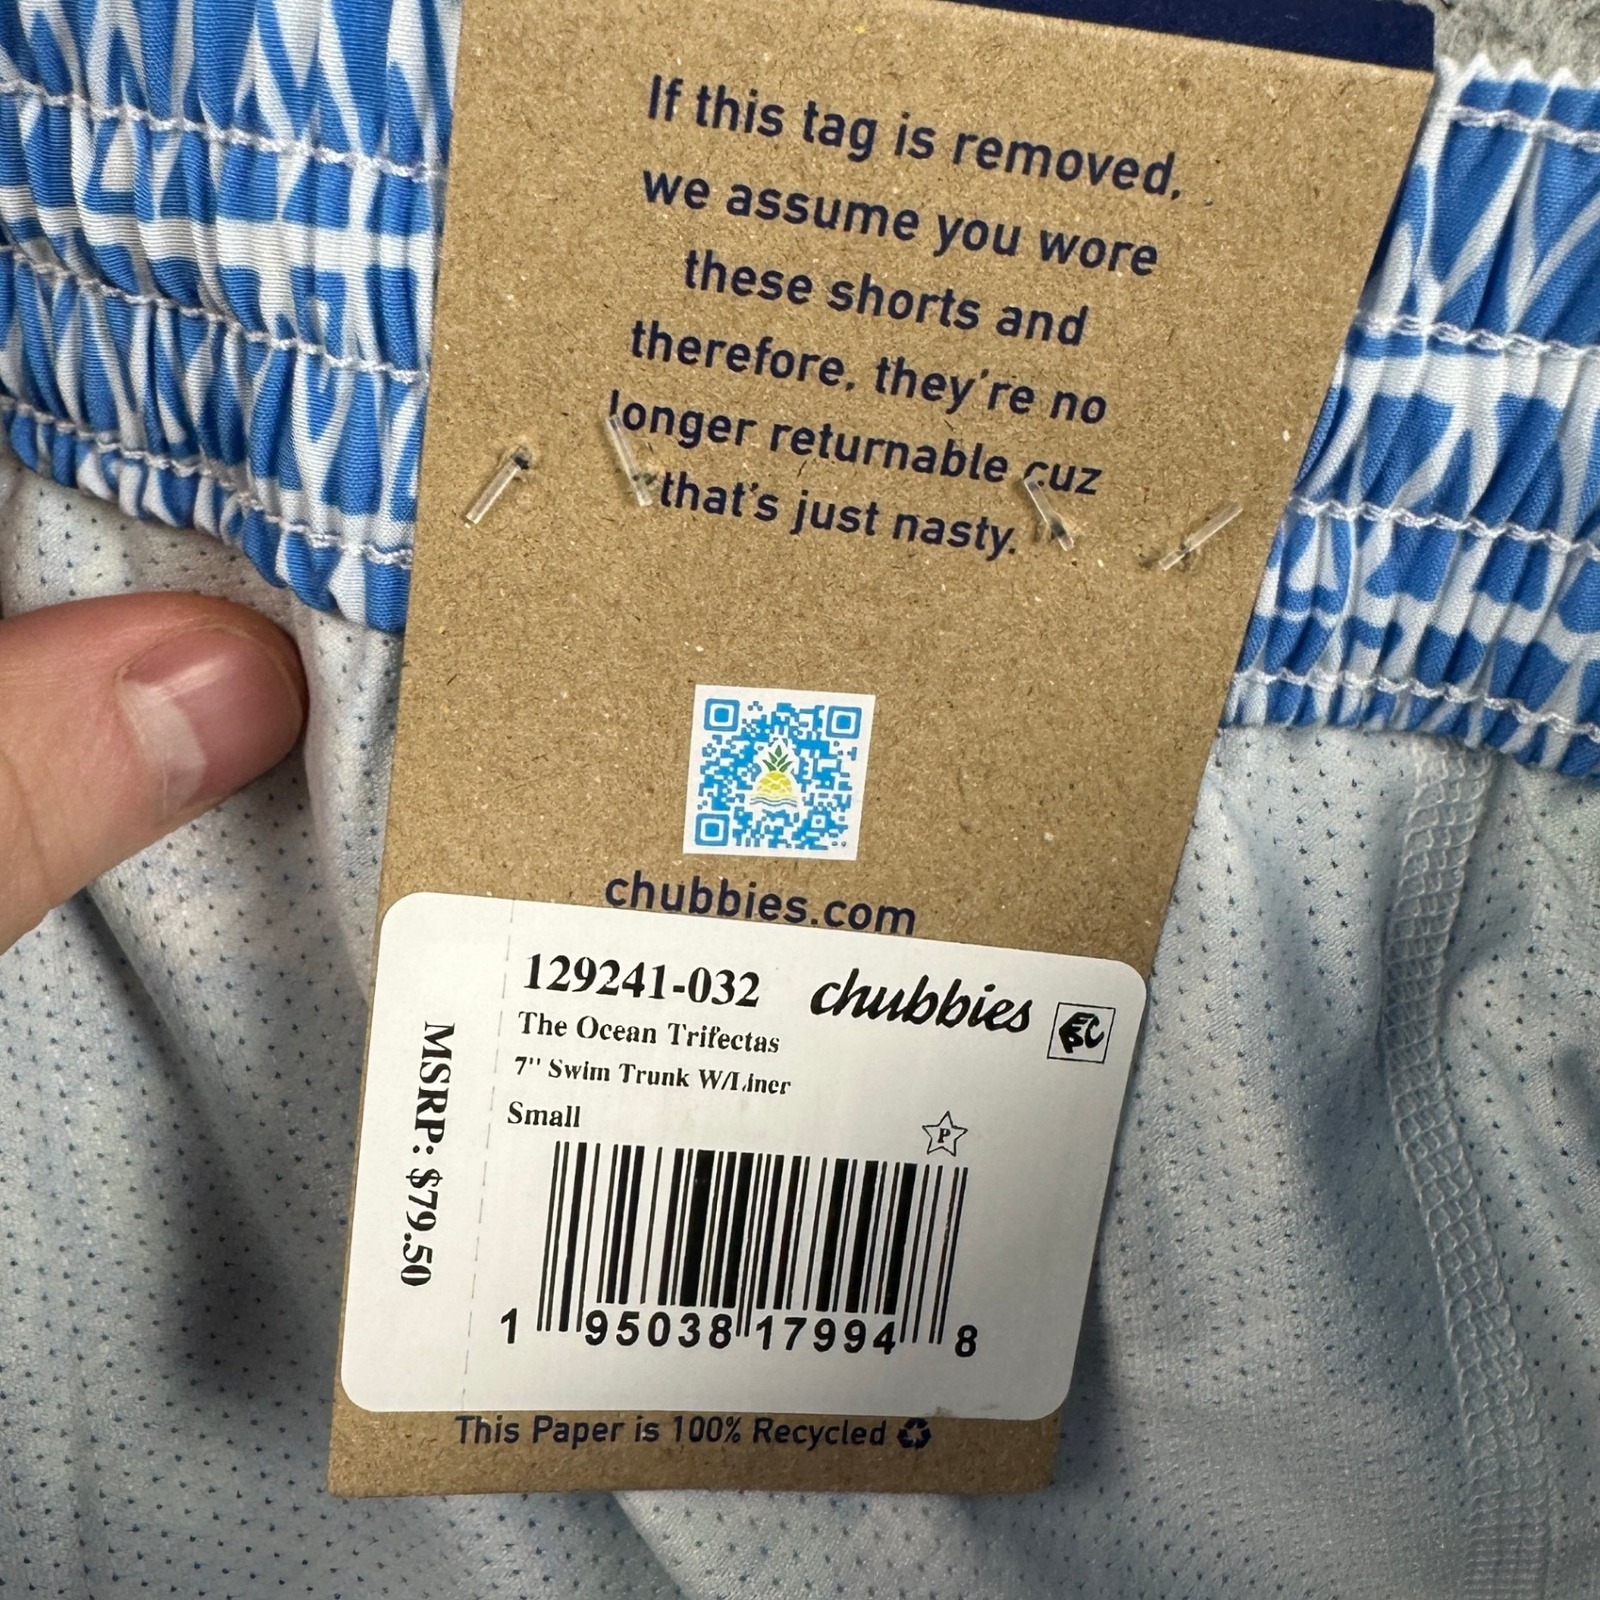 If this tag is removed,
we assume you wore
these shorts and
therefore, they're no
longer returnable cuz
that's just nasty.
chubbies.com
129241-032 chubbies
The Ocean Trifectas
7" Swim Trunk W/Liner
Small
P
MSRP: $79.50
1 95038 17994 8
This Paper is 100% Recycled